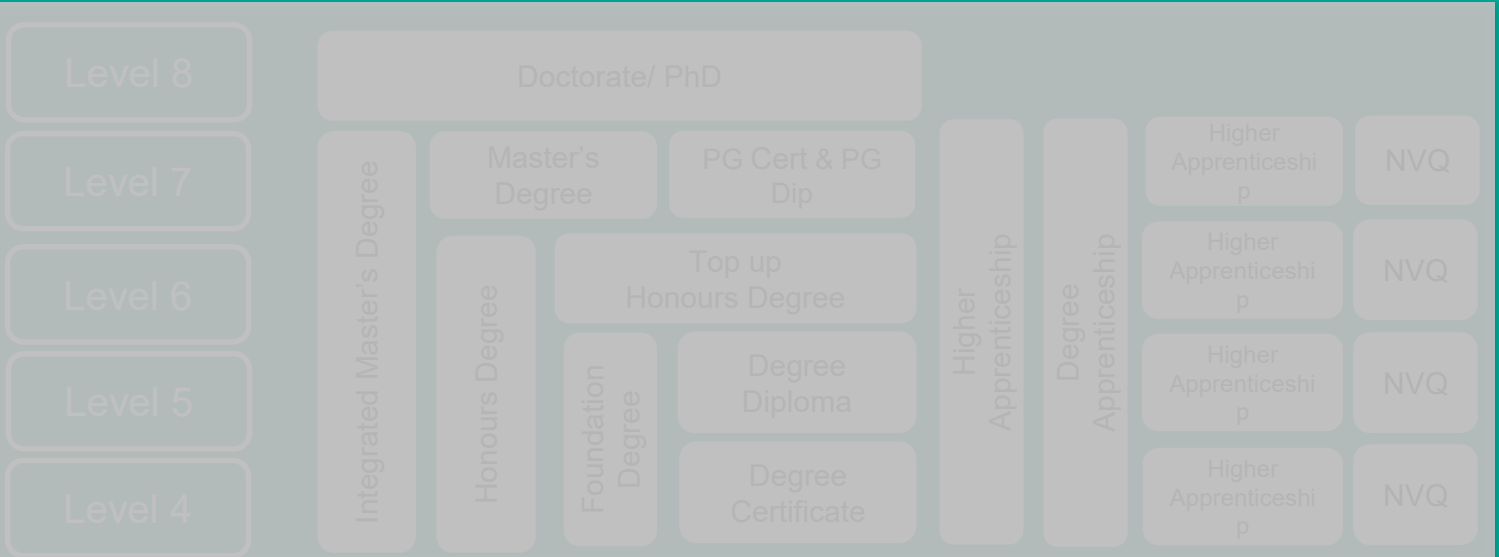 Level 8
Doctorate/ PhD
Level 7
Integrated Master's Degree
Master's
Degree
PG Cert & PG
Dip
Higher
Apprenticeship
Degree
Apprenticeship
Higher
Apprenticeshi
p
NVQ
Level 6
Honours Degree
Top up
Honours Degree
Higher
Apprenticeshi
p
NVQ
Level 5
Foundation
Degree
Degree
Diploma
Higher
Apprenticeshi
p
NVQ
Level 4
Degree
Certificate
Higher
Apprenticeshi
p
NVQ